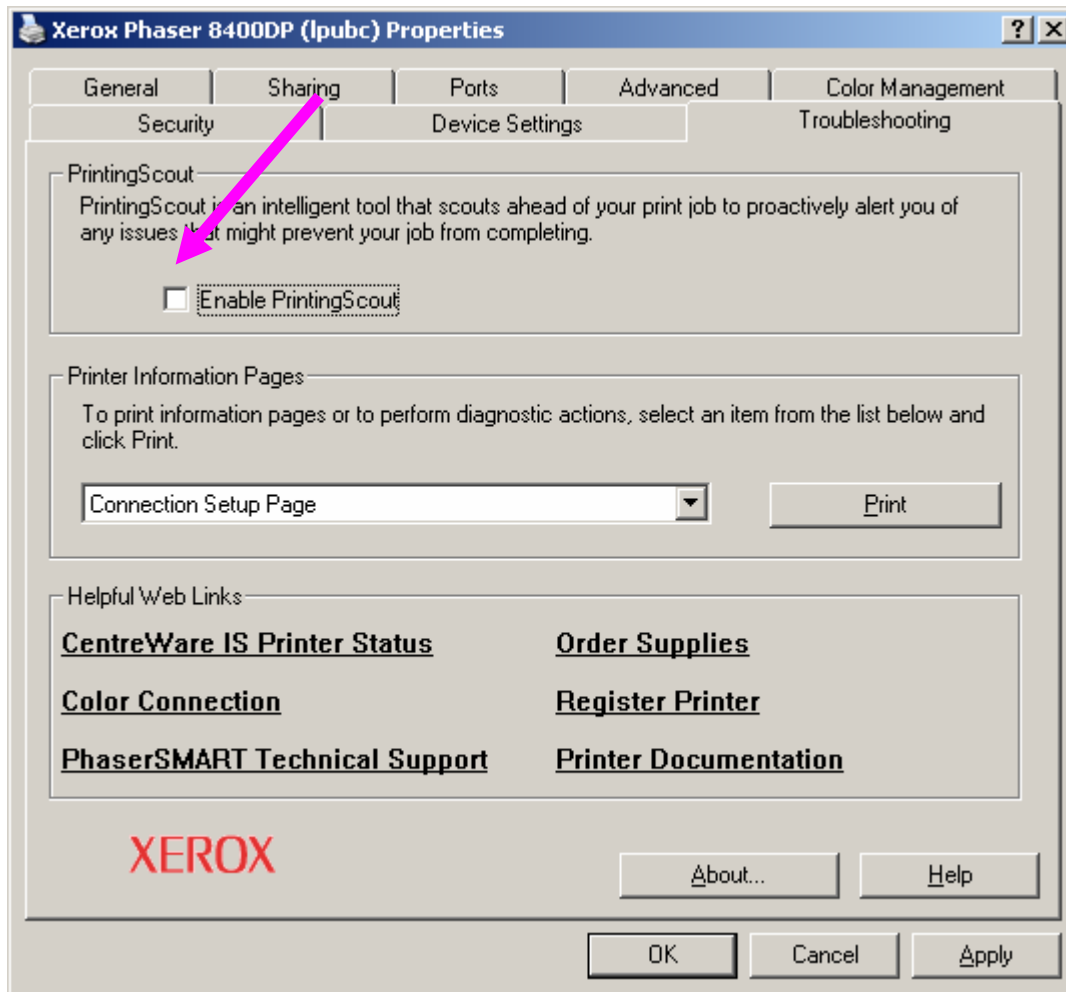 Xerox Phaser 8400DP (lpubc) Properties
General Sharing Ports Advanced Color Management
Security Device Settings Troubleshooting
PrintingScout
PrintingScout is an intelligent tool that scouts ahead of your print job to proactively alert you of
any issues that might prevent your job from completing.
Enable PrintingScout
Printer Information Pages
To print information pages or to perform diagnostic actions, select an item from the list below and
click Print.
Connection Setup Page Print
Helpful Web Links
CentreWare IS Printer Status Order Supplies
Color Connection Register Printer
PhaserSMART Technical Support Printer Documentation
XEROX
About... Help
OK Cancel Apply